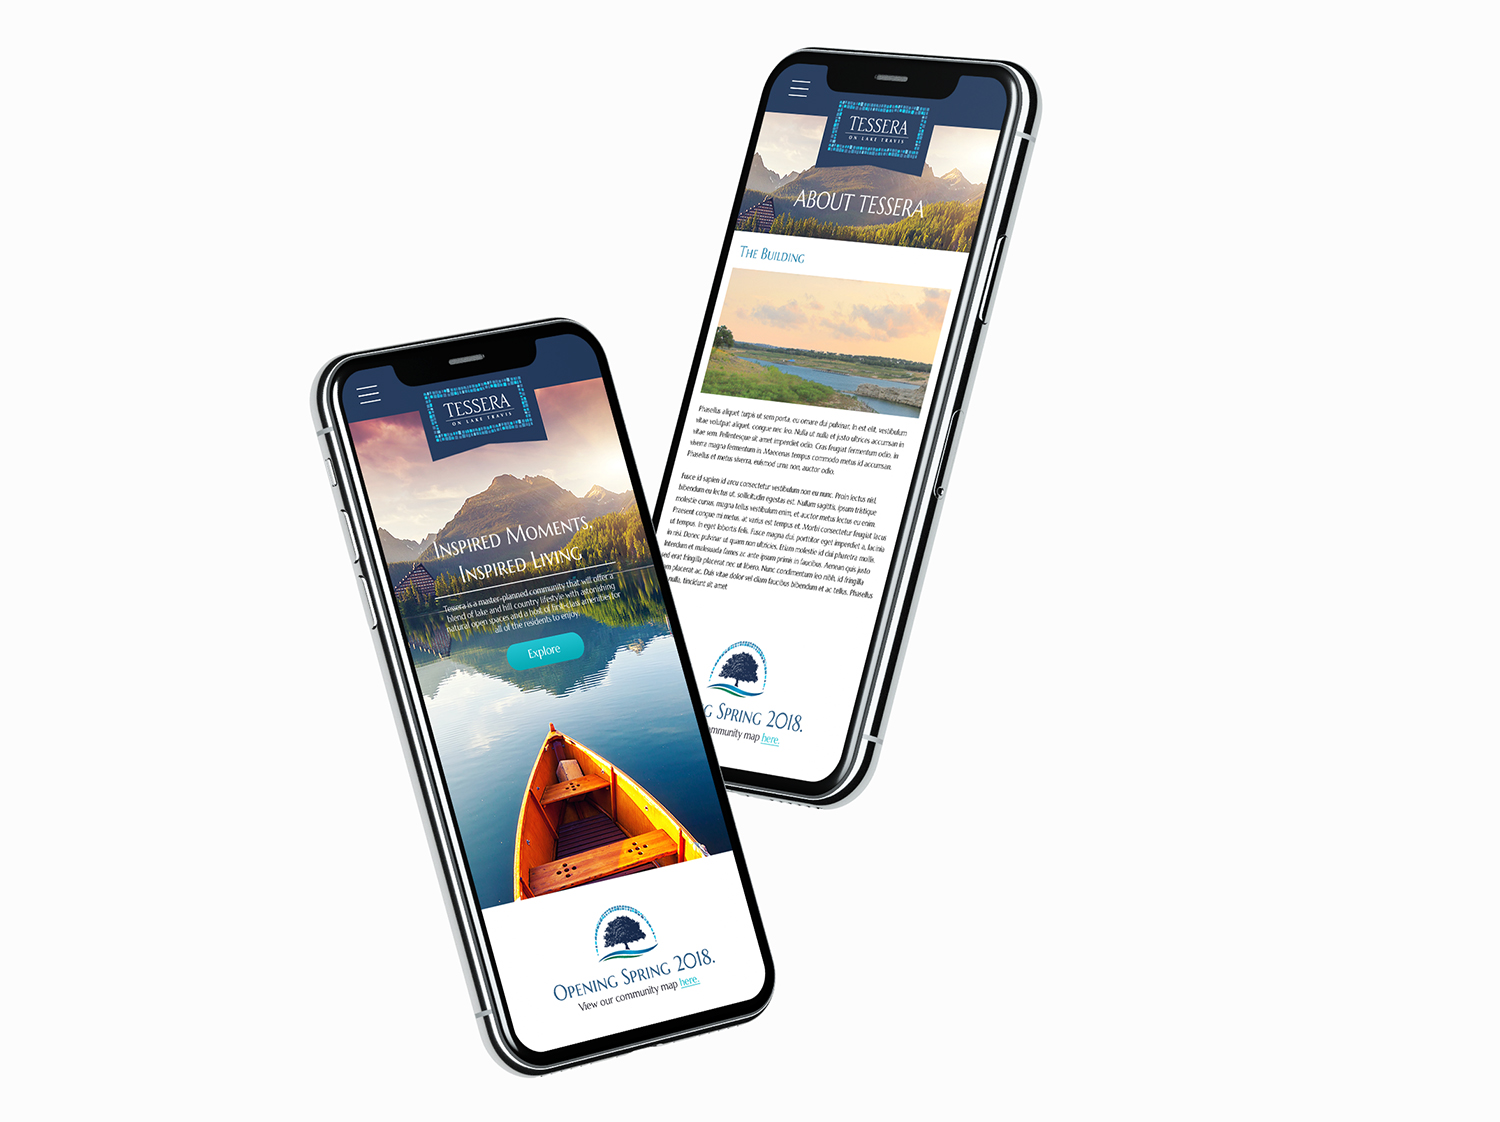 TESSERA
ON LAKE TRAVIS
INSPIRED MOMENTS,
INSPIRED LIVING
Tessera is a master-planned community that will offer a
blend of lake and hill country lifestyle with astonishing
natural open spaces and a host of first-class amenities for
all of the residents to enjoy.
Explore
OPENING SPRING 2018.
View our community map here.
TESSERA
ON LAKE TRAVIS
ABOUT TESSERA
THE BUILDING
Phasellus aliquet turpis ut sem porta, eu ornare dui pulvinar. In est elit, vestibulum
vitae volutpat aliquet, congue nec leo. Nulla ut nulla et justo ultrices accumsan in
vitae sem. Pellentesque sit amet imperdiet odio. Cras feugiat fermentum odio, in
viverra magna fermentum in. Maecenas tempus commodo metus id accumsan.
Phasellus et metus viverra, euismod urna non, auctor odio.
Fusce id sapien id arcu consectetur vestibulum non eu nunc. Proin lectus nisl,
bibendum eu lectus ut, sollicitudin egestas est. Nullam sagittis, ipsum tristique
molestie cursus, magna tellus vestibulum enim, et auctor metus lectus eu enim.
Praesent congue mi metus, at varius est tempus et. Morbi consectetur feugiat lacus
ut tempus. In eget lobortis felis. Fusce magna dui, porttitor eget imperdiet a, lacinia
in nisi. Donec pulvinar ut quam non ultricies. Etiam molestie id dui pharetra mollis.
Interdum et malesuada fames ac ante ipsum primis in faucibus. Aenean quis justo
sed erat fringilla placerat nec ut libero. Nunc condimentum leo nibh, id fringilla
m placerat ac. Duis vitae dolor vel diam faucibus bibendum et ac tellus. Phasellus
nulla, tincidunt sit amet
G SPRING 2018.
ommunity map here.